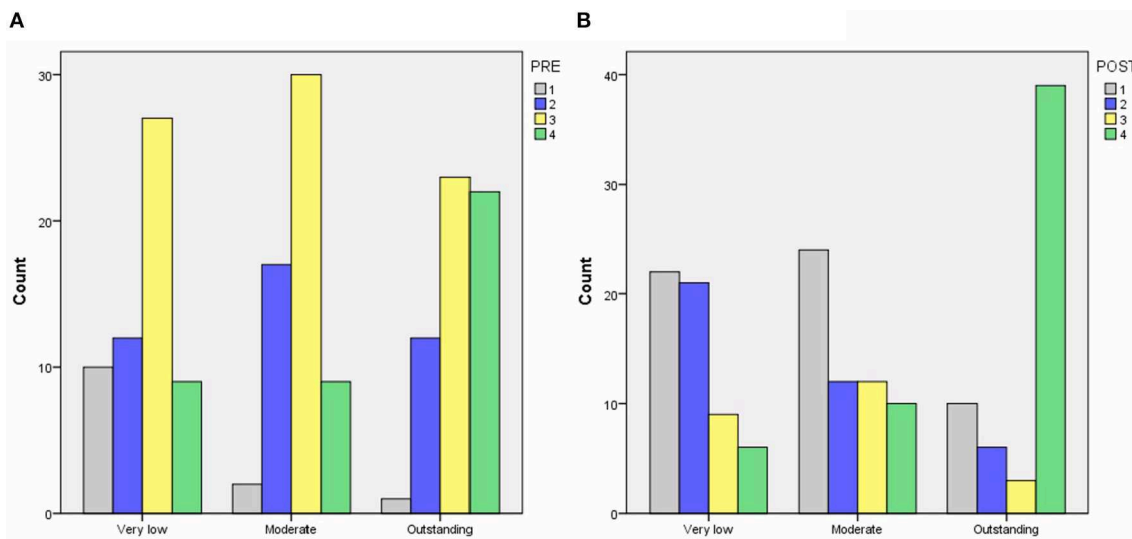 A
PRE
1
2
3
4
30
20
10
0
Count
Very low
Moderate
Outstanding
B
POST
1
2
3
4
40
30
20
10
0
Count
Very low
Moderate
Outstanding